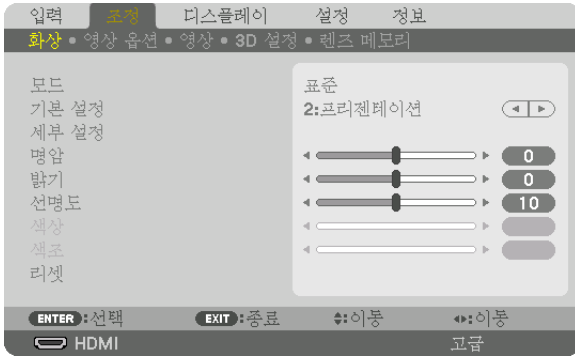 입력 조정 디스플레이 설정 정보
화상 • 영상 옵션 • 영상 • 3D 설정 • 렌즈 메모리
모드 표준
기본 설정 2:프리젠테이션
세부 설정
명암 0
밝기 0
선명도 10
색상
색조
리셋
ENTER:선택 EXIT:종료 :이동 :이동
HDMI 고급